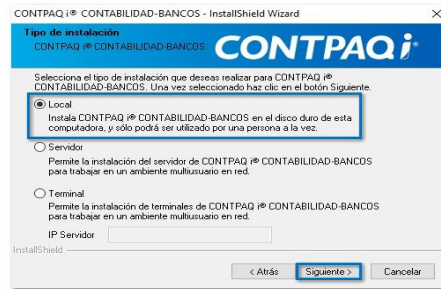 CONTPAQ i® CONTABILIDAD-BANCOS - InstallShield Wizard
Tipo de instalación
CONTPAQ i® CONTABILIDAD-BANCOS
CONTPAQ i®
Selecciona el tipo de instalación que deseas realizar para CONTPAQ i®
CONTABILIDAD-BANCOS. Una vez seleccionado haz clic en el botón Siguiente.
Local
Instala CONTPAQ i® CONTABILIDAD-BANCOS en el disco duro de esta
computadora, y sólo podrá ser utilizado por una persona a la vez.
Servidor
Permite la instalación del servidor de CONTPAQ i® CONTABILIDAD-BANCOS
para trabajar en un ambiente multiusuario en red.
Terminal
Permite la instalación de terminales de CONTPAQ i® CONTABILIDAD-BANCOS
para trabajar en un ambiente multiusuario en red.
IP Servidor
InstallShield
< Atrás Siguiente > Cancelar